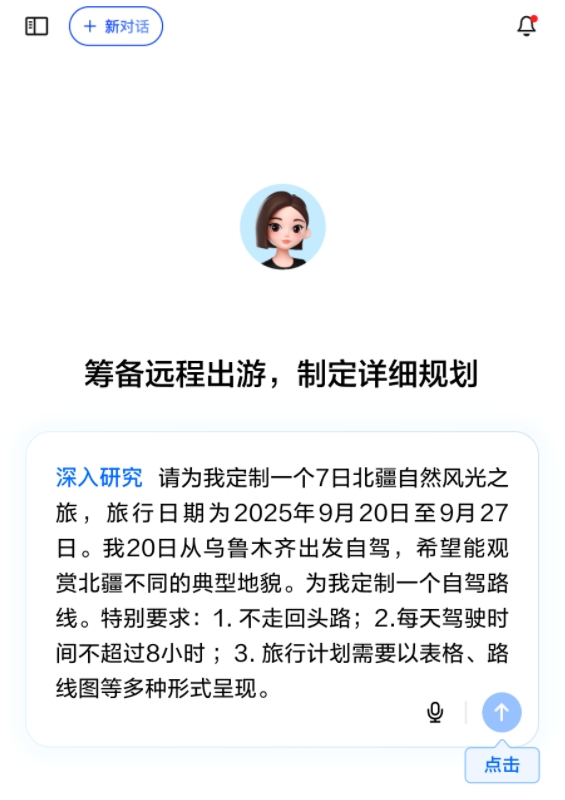 + 新对话
筹备远程出游，制定详细规划
深入研究 请为我定制一个7日北疆自然风光之
旅，旅行日期为2025年9月20日至9月27
日。我20日从乌鲁木齐出发自驾，希望能观
赏北疆不同的典型地貌。为我定制一个自驾路
线。特别要求：1. 不走回头路；2.每天驾驶时
间不超过8小时 ；3. 旅行计划需要以表格、路
线图等多种形式呈现。
点击